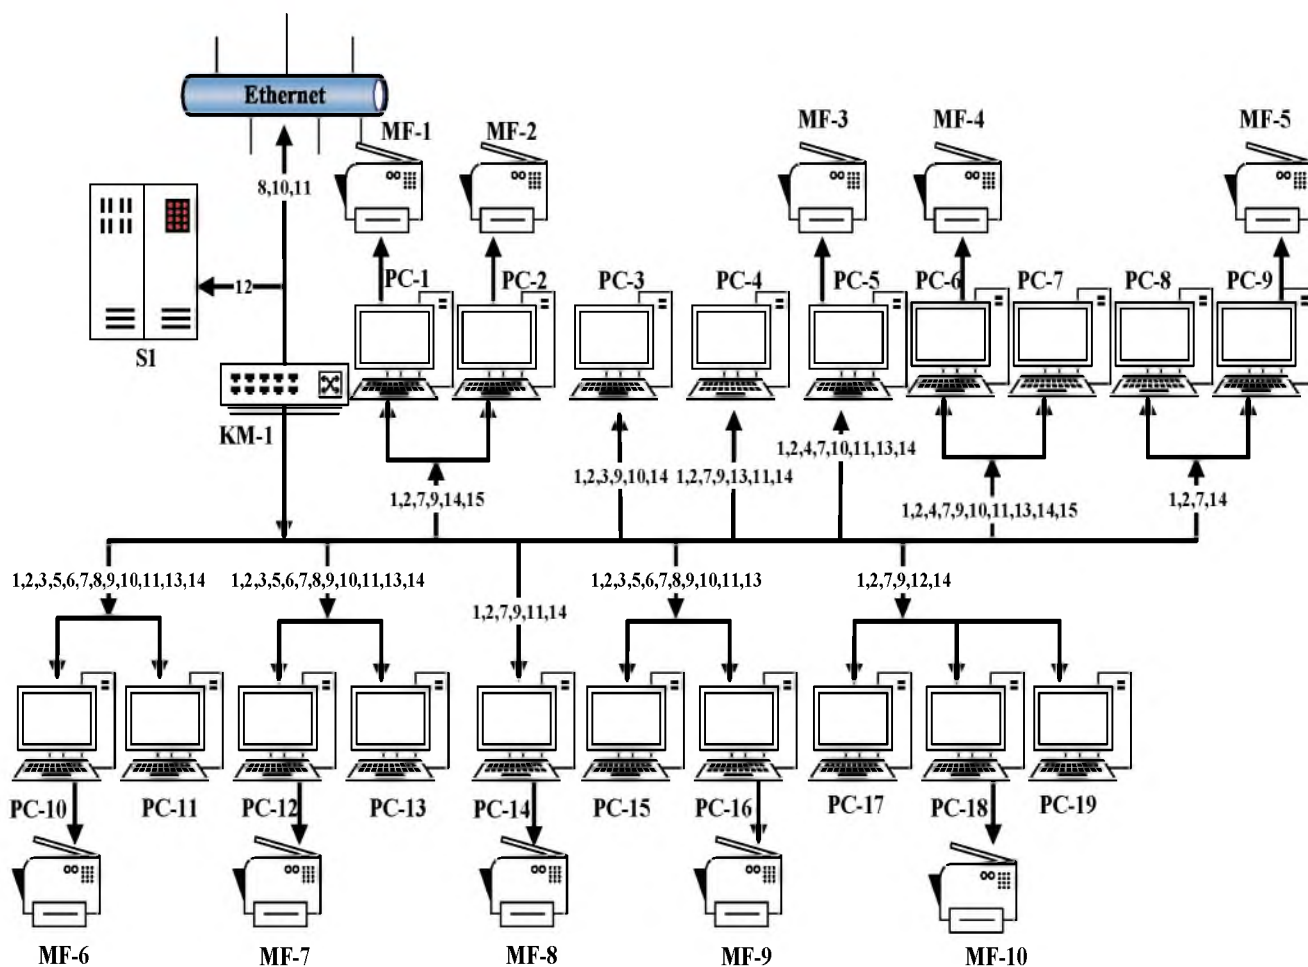 Ethernet
MF-1
MF-2
MF-3
MF-4
MF-5
8,10,11
12
S1
KM-1
PC-1
PC-2
PC-3
PC-4
PC-5
PC-6
PC-7
PC-8
PC-9
1,2,7,9,14,15
1,2,3,9,10,14
1,2,7,9,13,11,14
1,2,4,7,10,11,13,14
1,2,4,7,9,10,11,13,14,15
1,2,7,14
1,2,3,5,6,7,8,9,10,11,13,14
1,2,3,5,6,7,8,9,10,11,13,14
1,2,7,9,11,14
1,2,3,5,6,7,8,9,10,11,13
1,2,7,9,12,14
PC-10
PC-11
PC-12
PC-13
PC-14
PC-15
PC-16
PC-17
PC-18
PC-19
MF-6
MF-7
MF-8
MF-9
MF-10